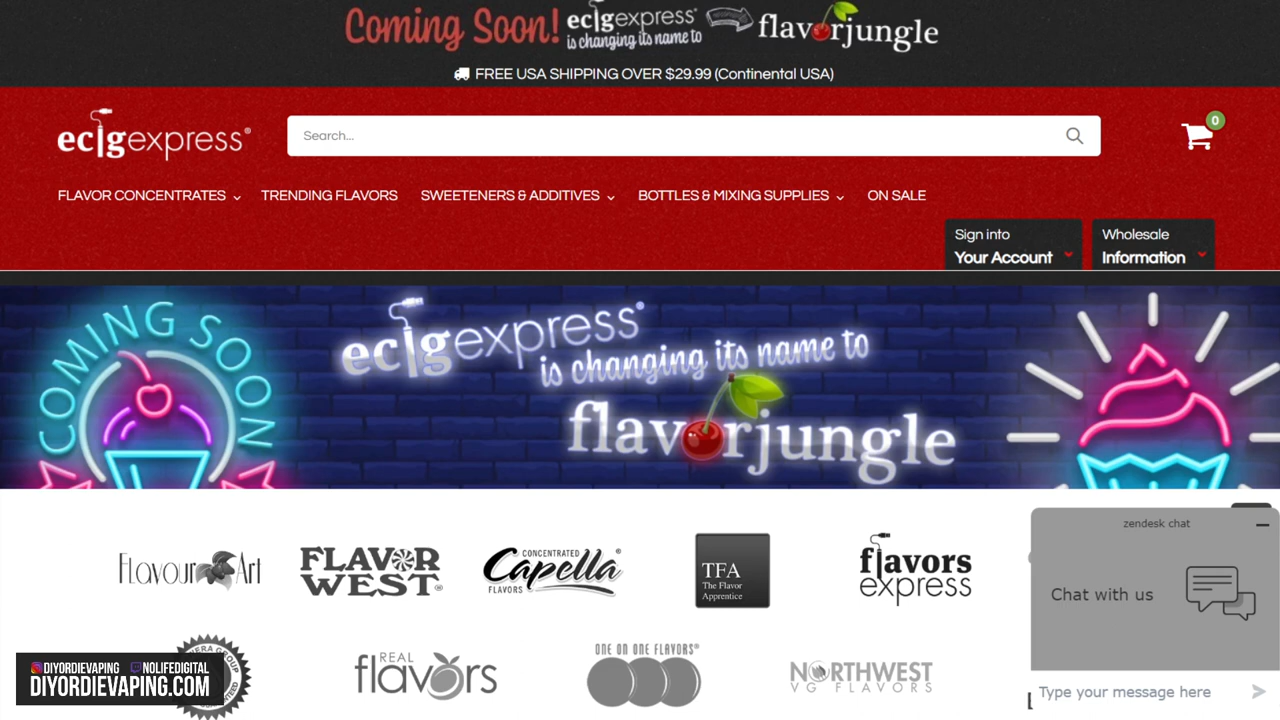 Coming Soon! ecigexpress® is changing its name to flavorjungle
FREE USA SHIPPING OVER $29.99 (Continental USA)
ecigexpress®
Search...
0
FLAVOR CONCENTRATES TRENDING FLAVORS SWEETENERS & ADDITIVES BOTTLES & MIXING SUPPLIES ON SALE
Sign into
Your Account
Wholesale
Information
COMING SOON
ecigexpress®
is changing its name to
flavorjungle
FlavourArt
FLAVOR
WEST®
CONCENTRATED
Capella®
FLAVORS
TFA
The Flavor
Apprentice
flavors
express
zendesk chat
Chat with us
Type your message here
REAL
flavors
ONE ON ONE FLAVORS®
NORTHWEST
VG FLAVORS
DIYORDIEVAPING NOLIFEDIGITAL
DIYORDIEVAPING.COM